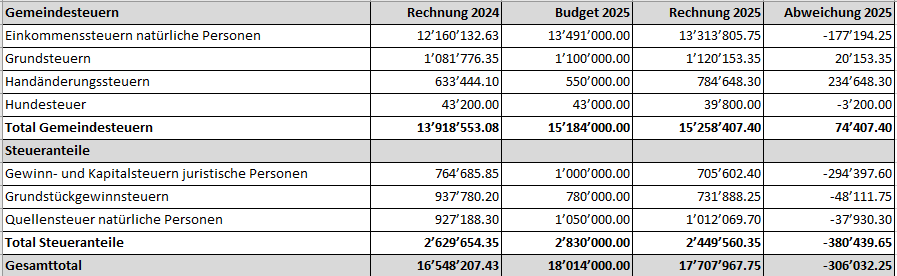 Gemeindesteuern Rechnung 2024 Budget 2025 Rechnung 2025 Abweichung 2025
Einkommenssteuern natürliche Personen 12’160’132.63 13’491’000.00 13’313’805.75 -177’194.25
Grundsteuern 1’081’776.35 1’100’000.00 1’120’153.35 20’153.35
Handänderungssteuern 633’444.10 550’000.00 784’648.30 234’648.30
Hundesteuer 43’200.00 43’000.00 39’800.00 -3’200.00
Total Gemeindesteuern 13’918’553.08 15’184’000.00 15’258’407.40 74’407.40
Steueranteile
Gewinn- und Kapitalsteuern juristische Personen 764’685.85 1’000’000.00 705’602.40 -294’397.60
Grundstückgewinnsteuern 937’780.20 780’000.00 731’888.25 -48’111.75
Quellensteuer natürliche Personen 927’188.30 1’050’000.00 1’012’069.70 -37’930.30
Total Steueranteile 2’629’654.35 2’830’000.00 2’449’560.35 -380’439.65
Gesamttotal 16’548’207.43 18’014’000.00 17’707’967.75 -306’032.25